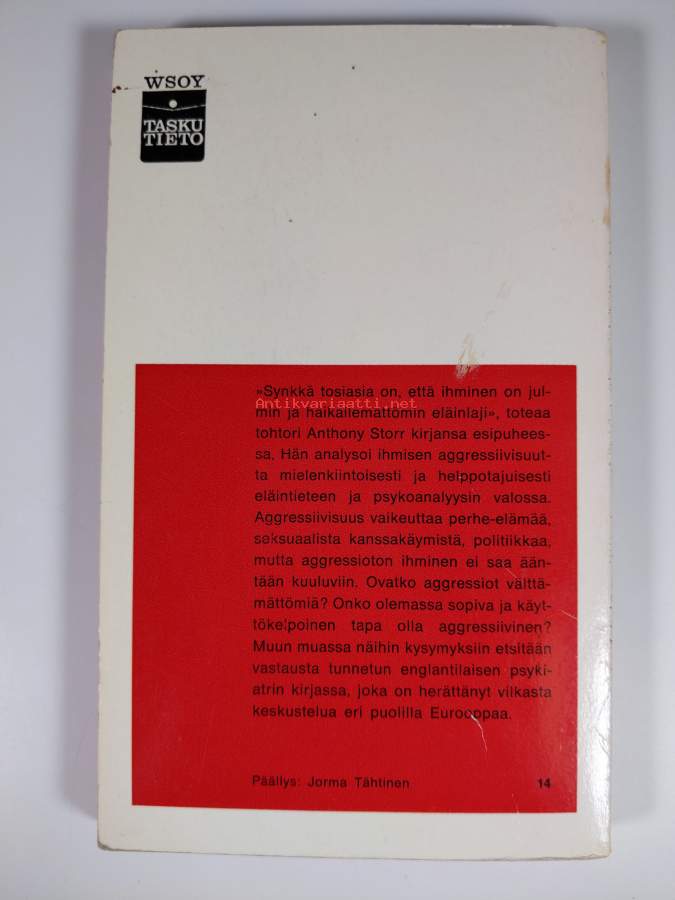 WSOY
TASKU
TIETO
»Synkkä tosiasia on, että ihminen on jul-
Antikvariaatti.net
min ja häikäilemättömin eläinlaji», toteaa
tohtori Anthony Storr kirjansa esipuhees-
sa. Hän analysoi ihmisen aggressiivisuut-
ta mielenkiintoisesti ja helppotajuisesti
eläintieteen ja psykoanalyysin valossa.
Aggressiivisuus vaikeuttaa perhe-elämää,
seksuaalista kanssakäymistä, politiikkaa,
mutta aggressioton ihminen ei saa ään-
tään kuuluviin. Ovatko aggressiot välttä-
mättömiä? Onko olemassa sopiva ja käyt-
tökelpoinen tapa olla aggressiivinen?
Muun muassa näihin kysymyksiin etsitään
vastausta tunnetun englantilaisen psyki-
atrin kirjassa, joka on herättänyt vilkasta
keskustelua eri puolilla Eurooppaa.
Päällys: Jorma Tähtinen 14